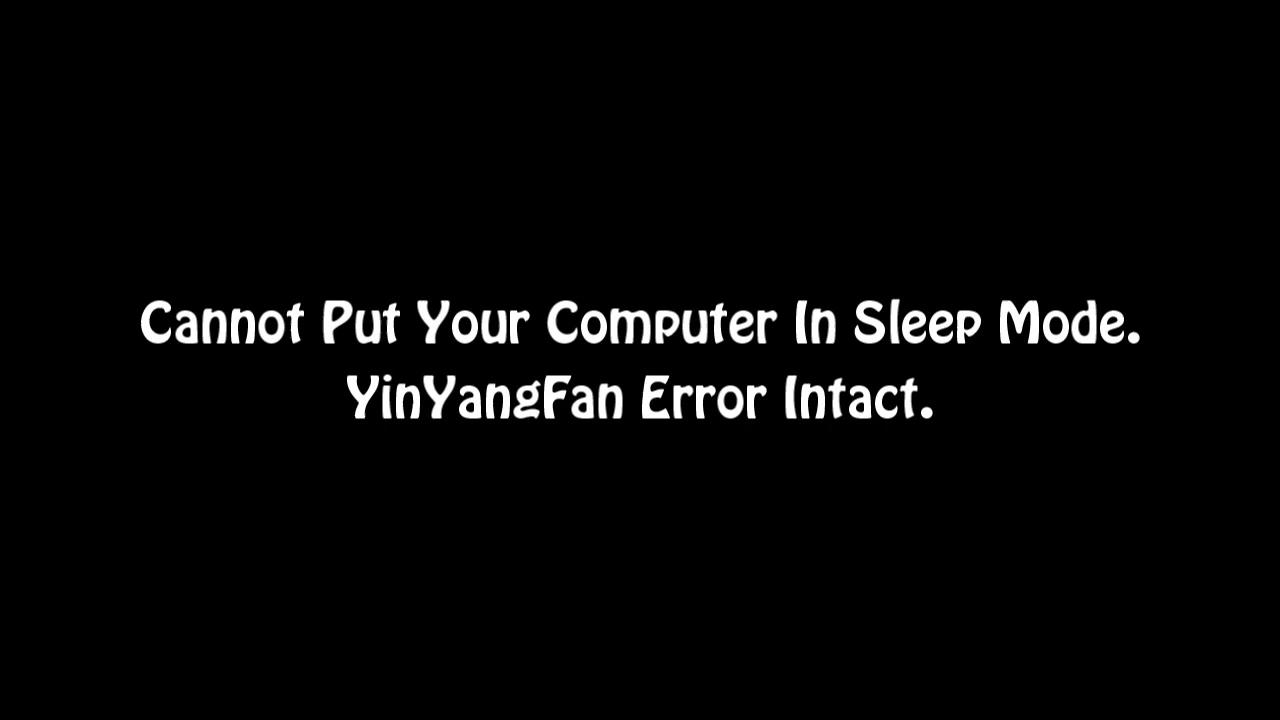 Cannot Put Your Computer In Sleep Mode.
YinYangFan Error Intact.